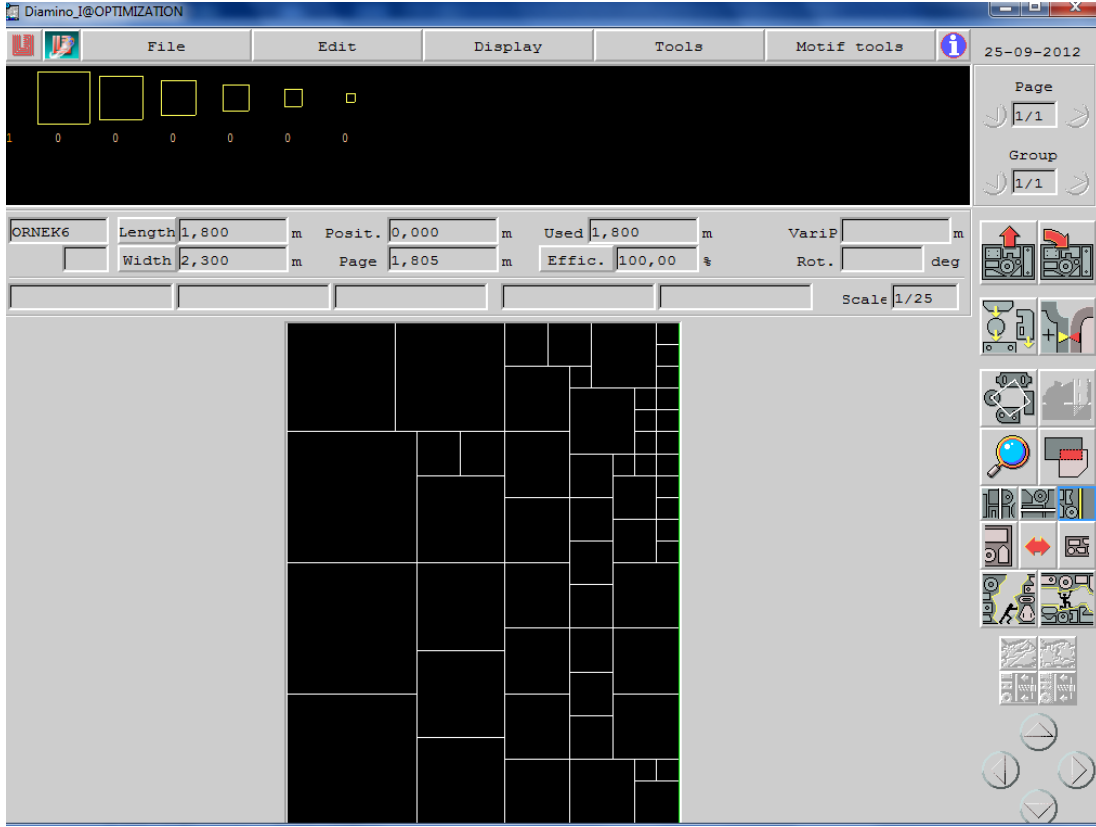 Diamino_I@OPTIMIZATION
File Edit Display Tools Motif tools i 25-09-2012
Page
1/1
1 0 0 0 0 0 0
Group
1/1
ORNEK6 Length 1,800 m Posit. 0,000 m Used 1,800 m VariP m
Width 2,300 m Page 1,805 m Effic. 100,00 % Rot. deg
Scale 1/25